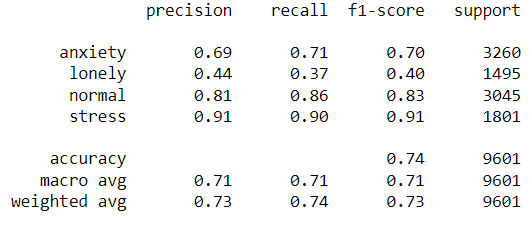 precision recall f1-score support
anxiety 0.69 0.71 0.70 3260
lonely 0.44 0.37 0.40 1495
normal 0.81 0.86 0.83 3045
stress 0.91 0.90 0.91 1801
accuracy 0.74 9601
macro avg 0.71 0.71 0.71 9601
weighted avg 0.73 0.74 0.73 9601